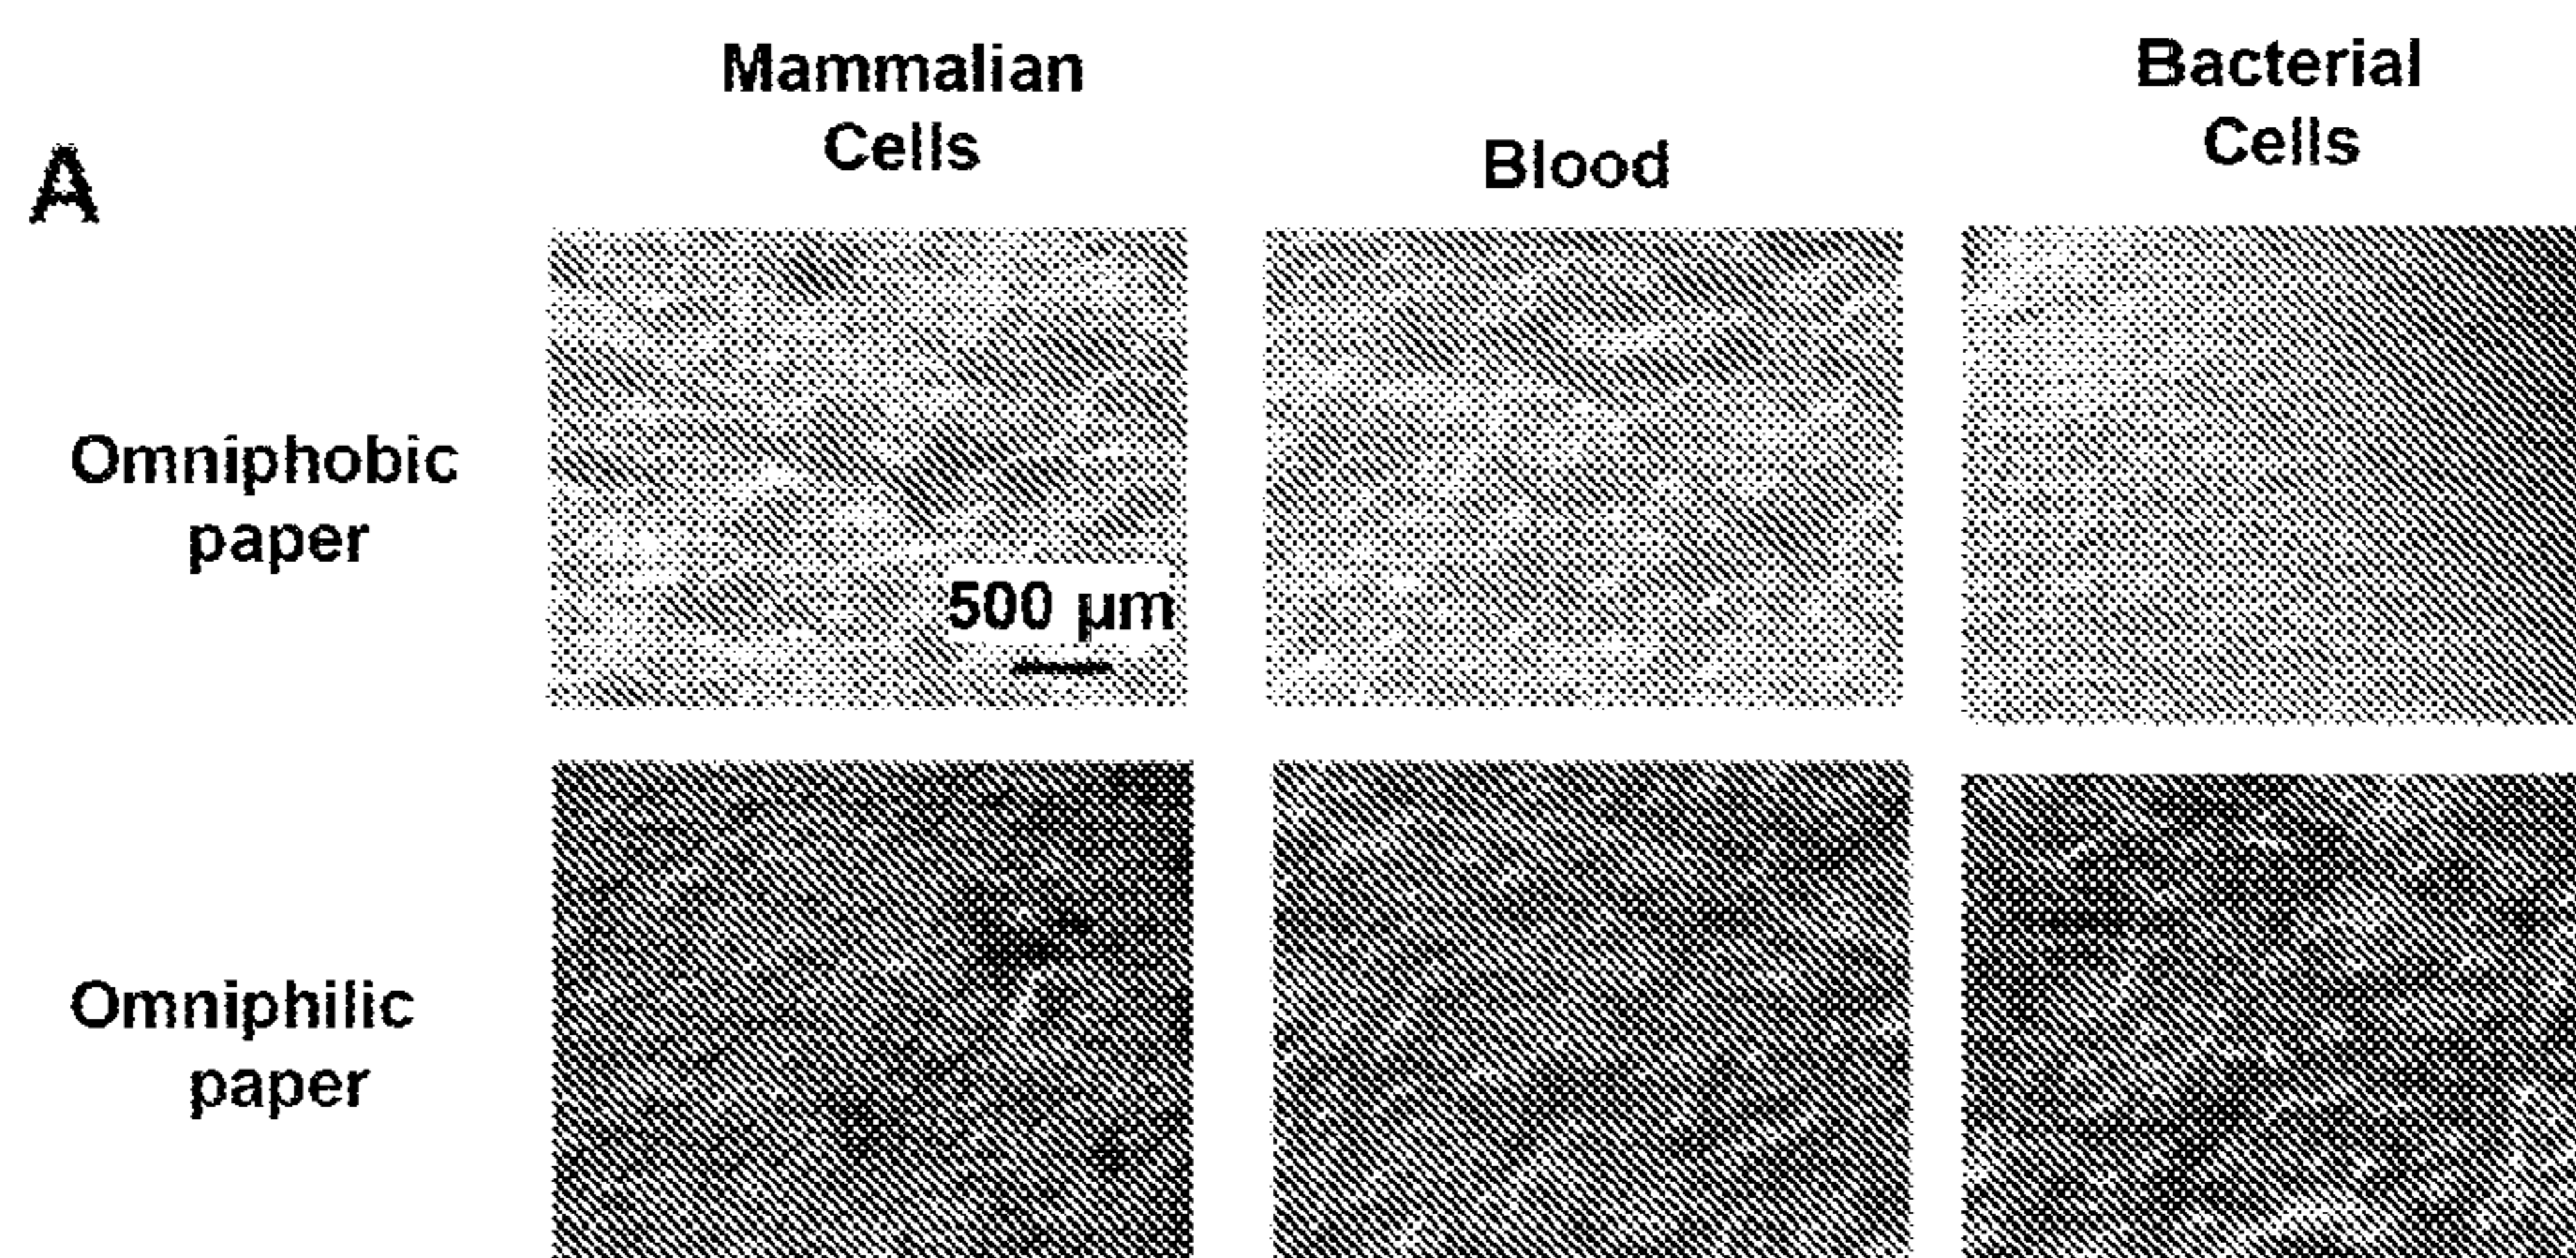 Mammalian
Cells
Blood
Bacterial
Cells
A
Omniphobic
paper
500 µm
Omniphilic
paper